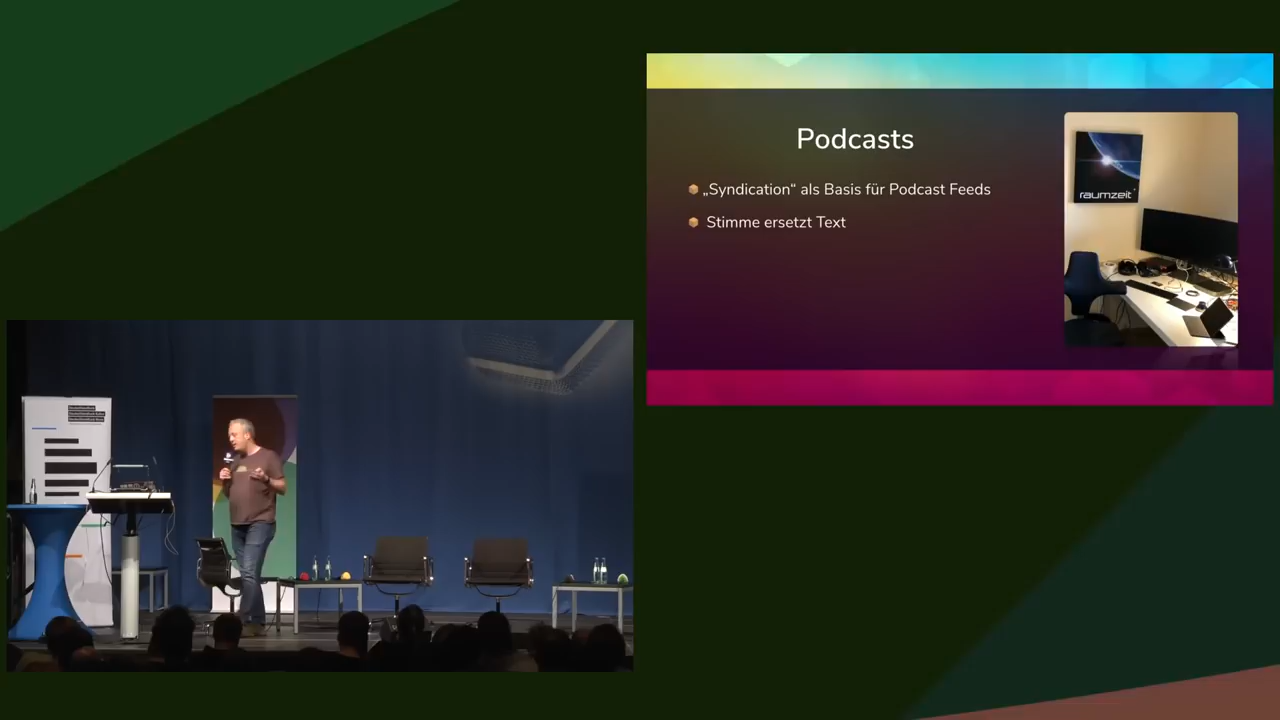 Podcasts
„Syndication“ als Basis für Podcast Feeds
Stimme ersetzt Text
raumzeit